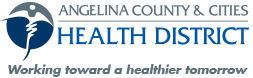 ANGELINA COUNTY & CITIES
HEALTH DISTRICT
Working toward a healthier tomorrow